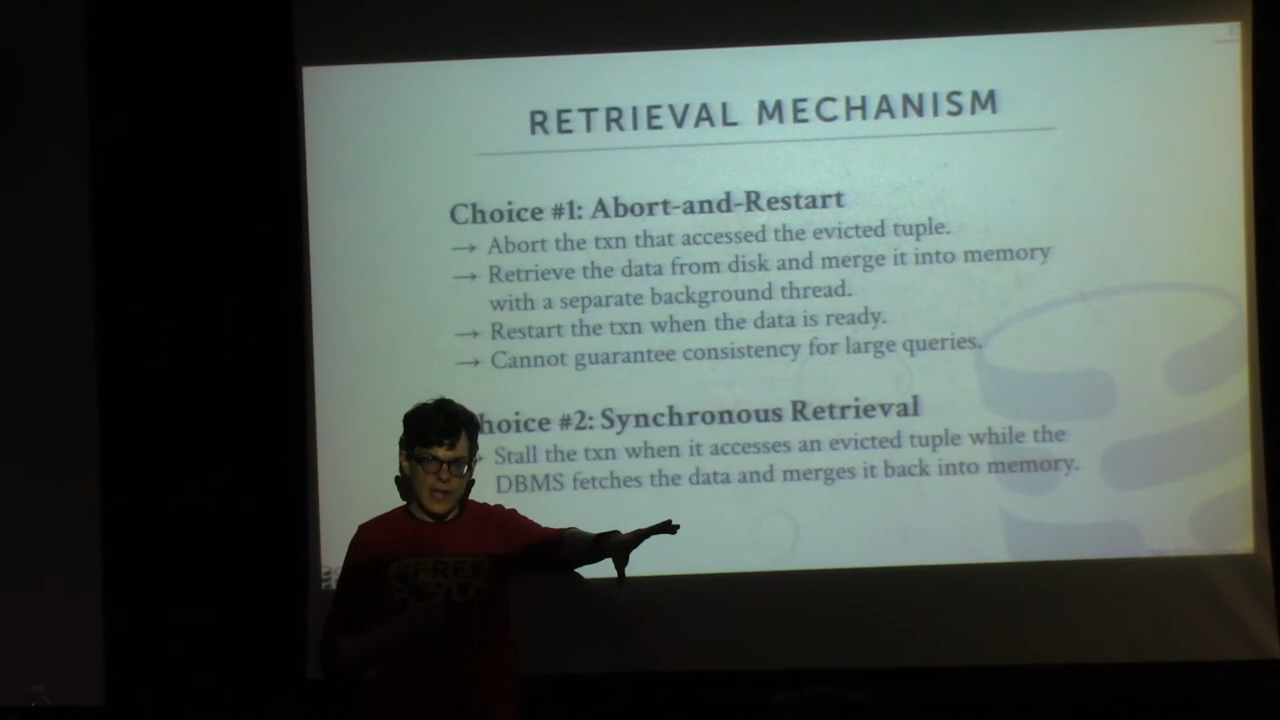 RETRIEVAL MECHANISM
Choice #1: Abort-and-Restart
→ Abort the txn that accessed the evicted tuple.
→ Retrieve the data from disk and merge it into memory
with a separate background thread.
→ Restart the txn when the data is ready.
→ Cannot guarantee consistency for large queries.
hoice #2: Synchronous Retrieval
Stall the txn when it accesses an evicted tuple while the
DBMS fetches the data and merges it back into memory.
#FREE